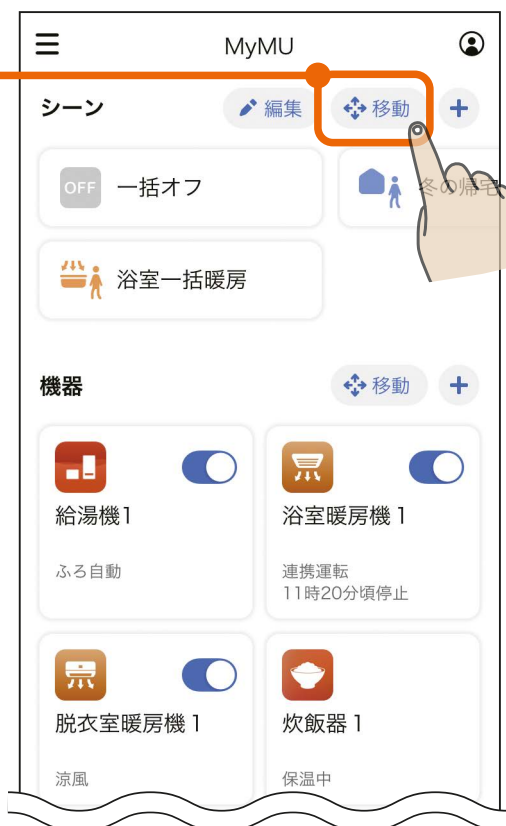 MyMU
シーン
編集
移動
OFF 一括オフ
冬の帰宅
浴室一括暖房
機器
移動
給湯機1
ふろ自動
浴室暖房機1
連携運転
11時20分頃停止
脱衣室暖房機1
涼風
炊飯器1
保温中